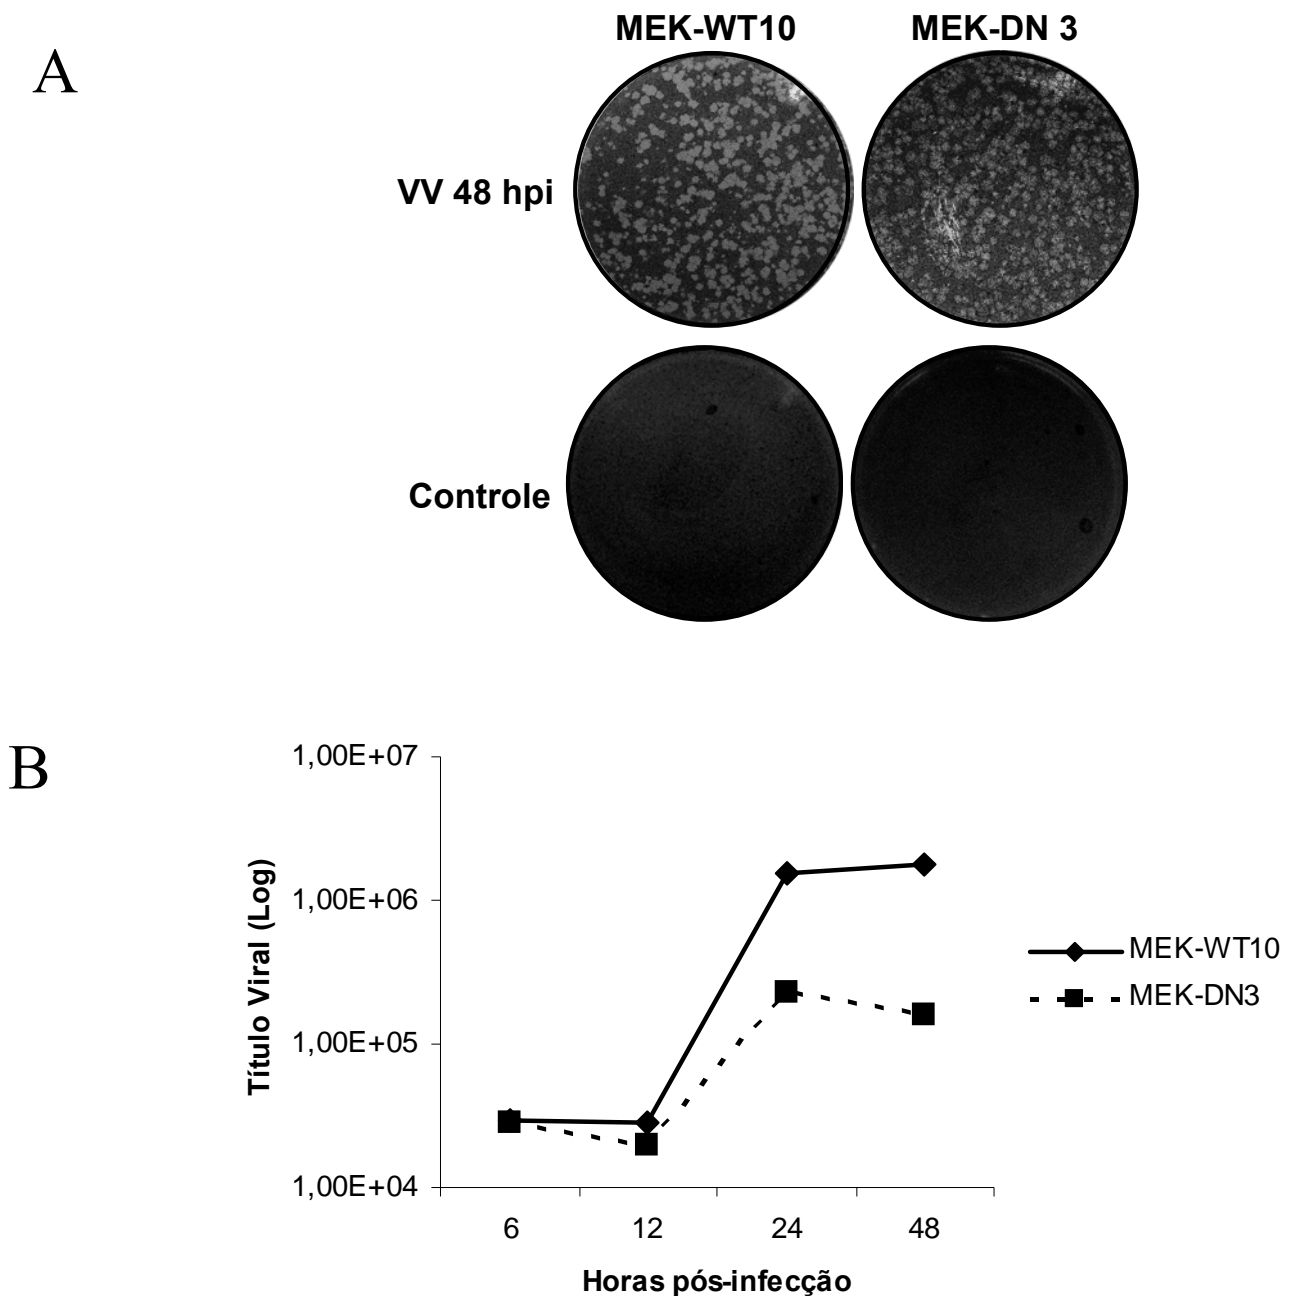 A
MEK-WT10 MEK-DN 3
VV 48 hpi
Controle
B
1,00E+07
1,00E+06
1,00E+05
1,00E+04
Título Viral (Log)
6 12 24 48
Horas pós-infecção
MEK-WT10
MEK-DN3